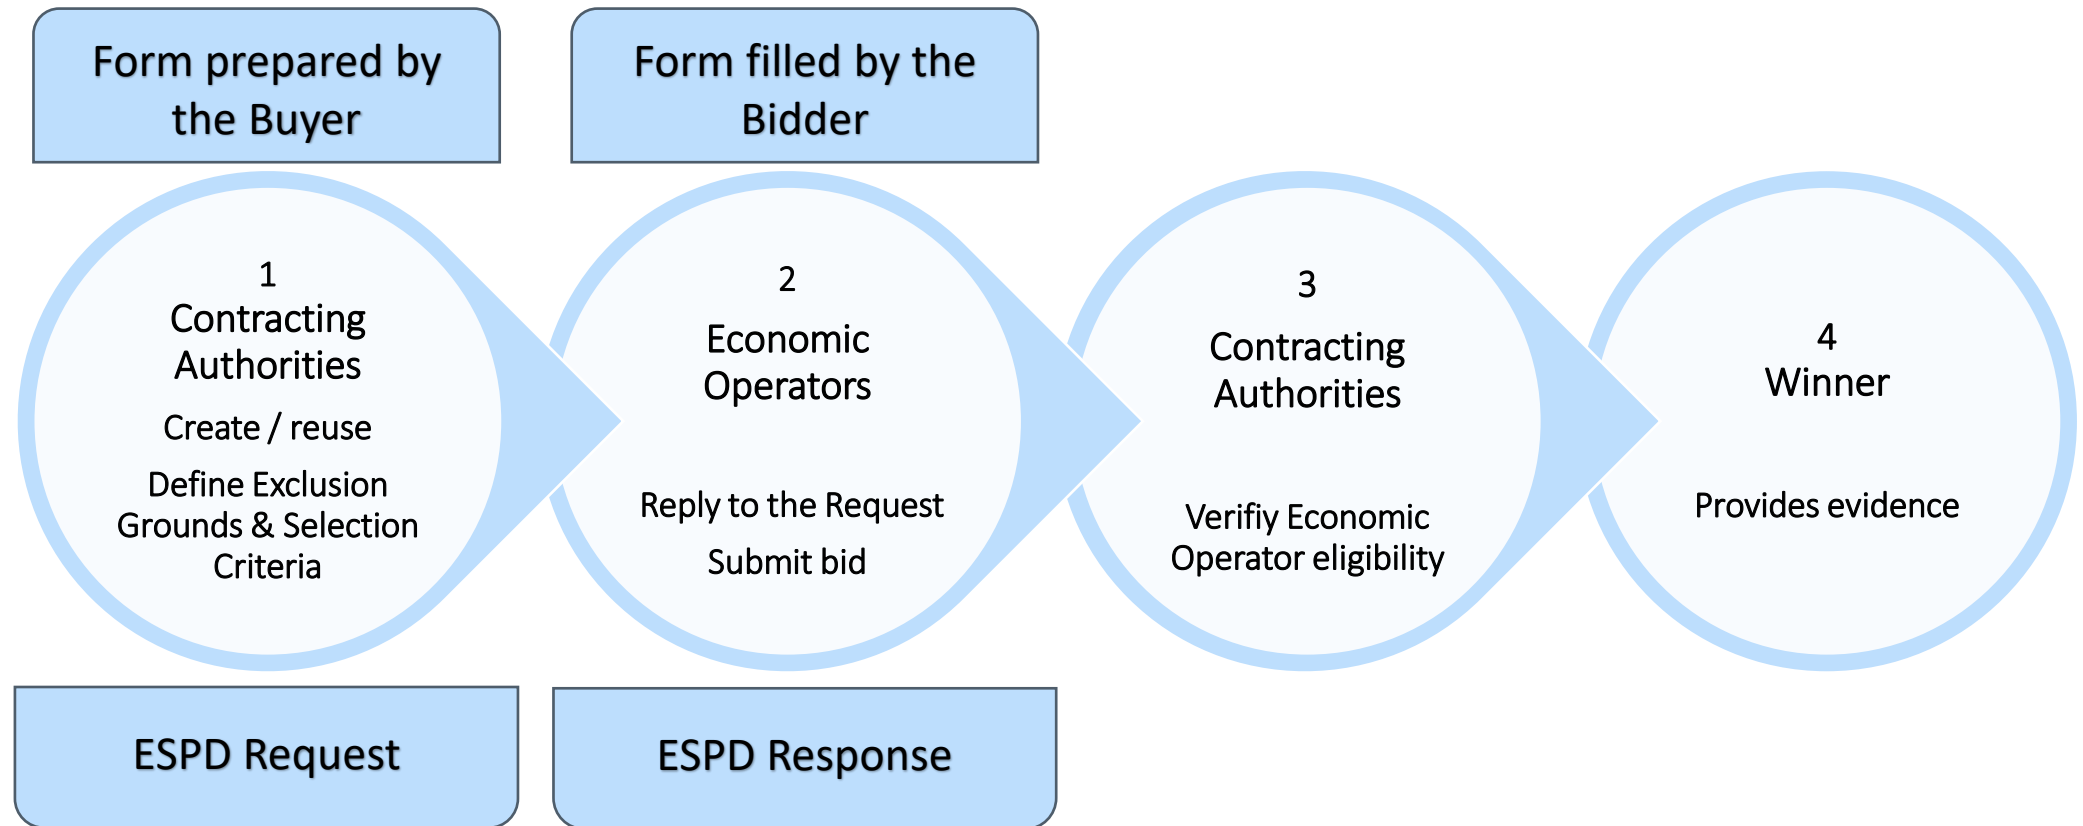 Form prepared by
the Buyer
Form filled by the
Bidder
1
Contracting
Authorities
Create / reuse
Define Exclusion
Grounds & Selection
Criteria
2
Economic
Operators
Reply to the Request
Submit bid
3
Contracting
Authorities
Verifiy Economic
Operator eligibility
4
Winner
Provides evidence
ESPD Request
ESPD Response